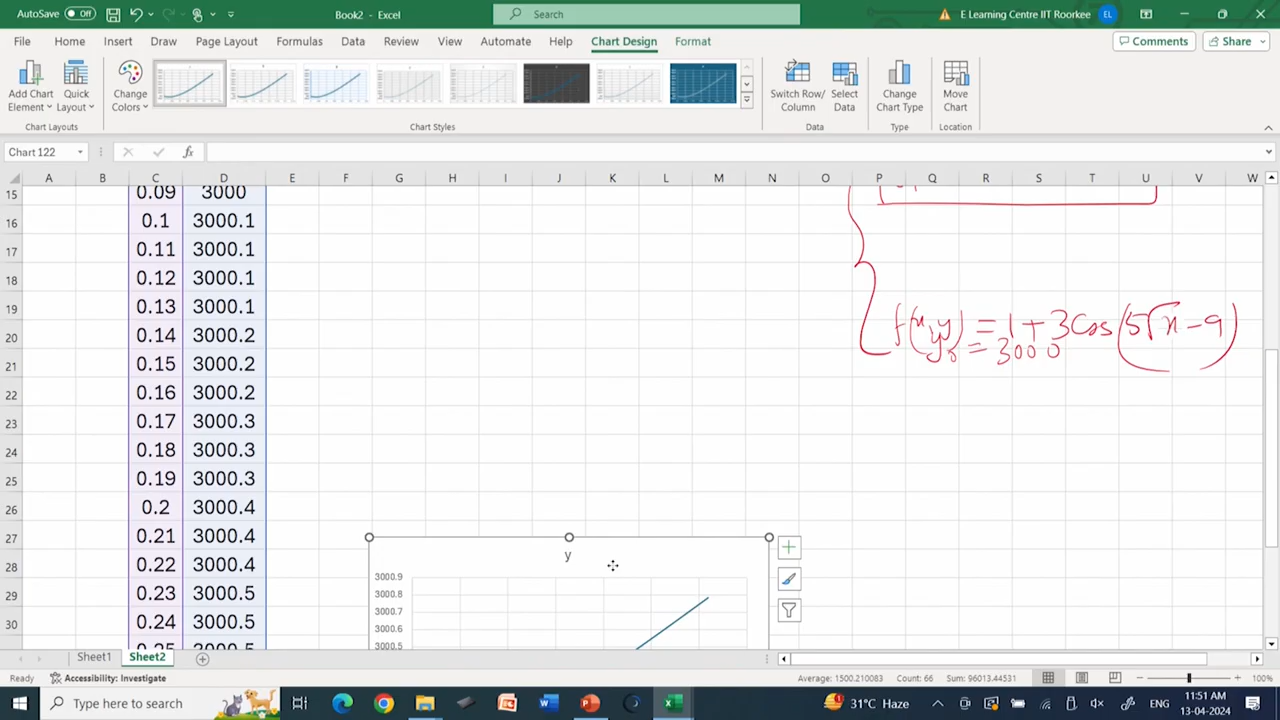 AutoSave Off Book2 - Excel Search E Learning Centre IIT Roorkee EL
File Home Insert Draw Page Layout Formulas Data Review View Automate Help Chart Design Format Comments Share
Add Chart Element Quick Layout Change Colors Switch Row/Column Select Data Change Chart Type Move Chart
Chart Layouts Chart Styles Data Type Location
Chart 122 fx
A B C D E F G H I J K L M N O P Q R S T U V W
15 0.09 3000
16 0.1 3000.1
17 0.11 3000.1
18 0.12 3000.1
19 0.13 3000.1
20 0.14 3000.2
21 0.15 3000.2
22 0.16 3000.2
23 0.17 3000.3
24 0.18 3000.3
25 0.19 3000.3
26 0.2 3000.4
27 0.21 3000.4
28 0.22 3000.4
29 0.23 3000.5
30 0.24 3000.5
0.25 3000.5
f(x,y) = 1 + 3 Cos (5√x - 9)
y0 = 3000
y
3000.9
3000.8
3000.7
3000.6
3000.5
Sheet1 Sheet2
Ready Accessibility: Investigate Average: 1500.210083 Count: 66 Sum: 96013.44531 100%
Type here to search 31°C Haze ENG 11:51 AM
13-04-2024